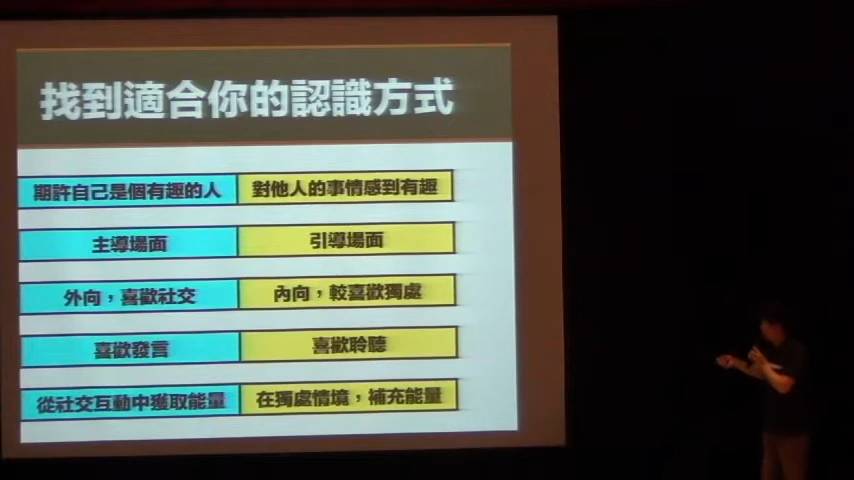 找到適合你的認識方式
期許自己是個有趣的人 對他人的事情感到有趣
主導場面 引導場面
外向，喜歡社交 內向，較喜歡獨處
喜歡發言 喜歡聆聽
從社交互動中獲取能量 在獨處情境，補充能量